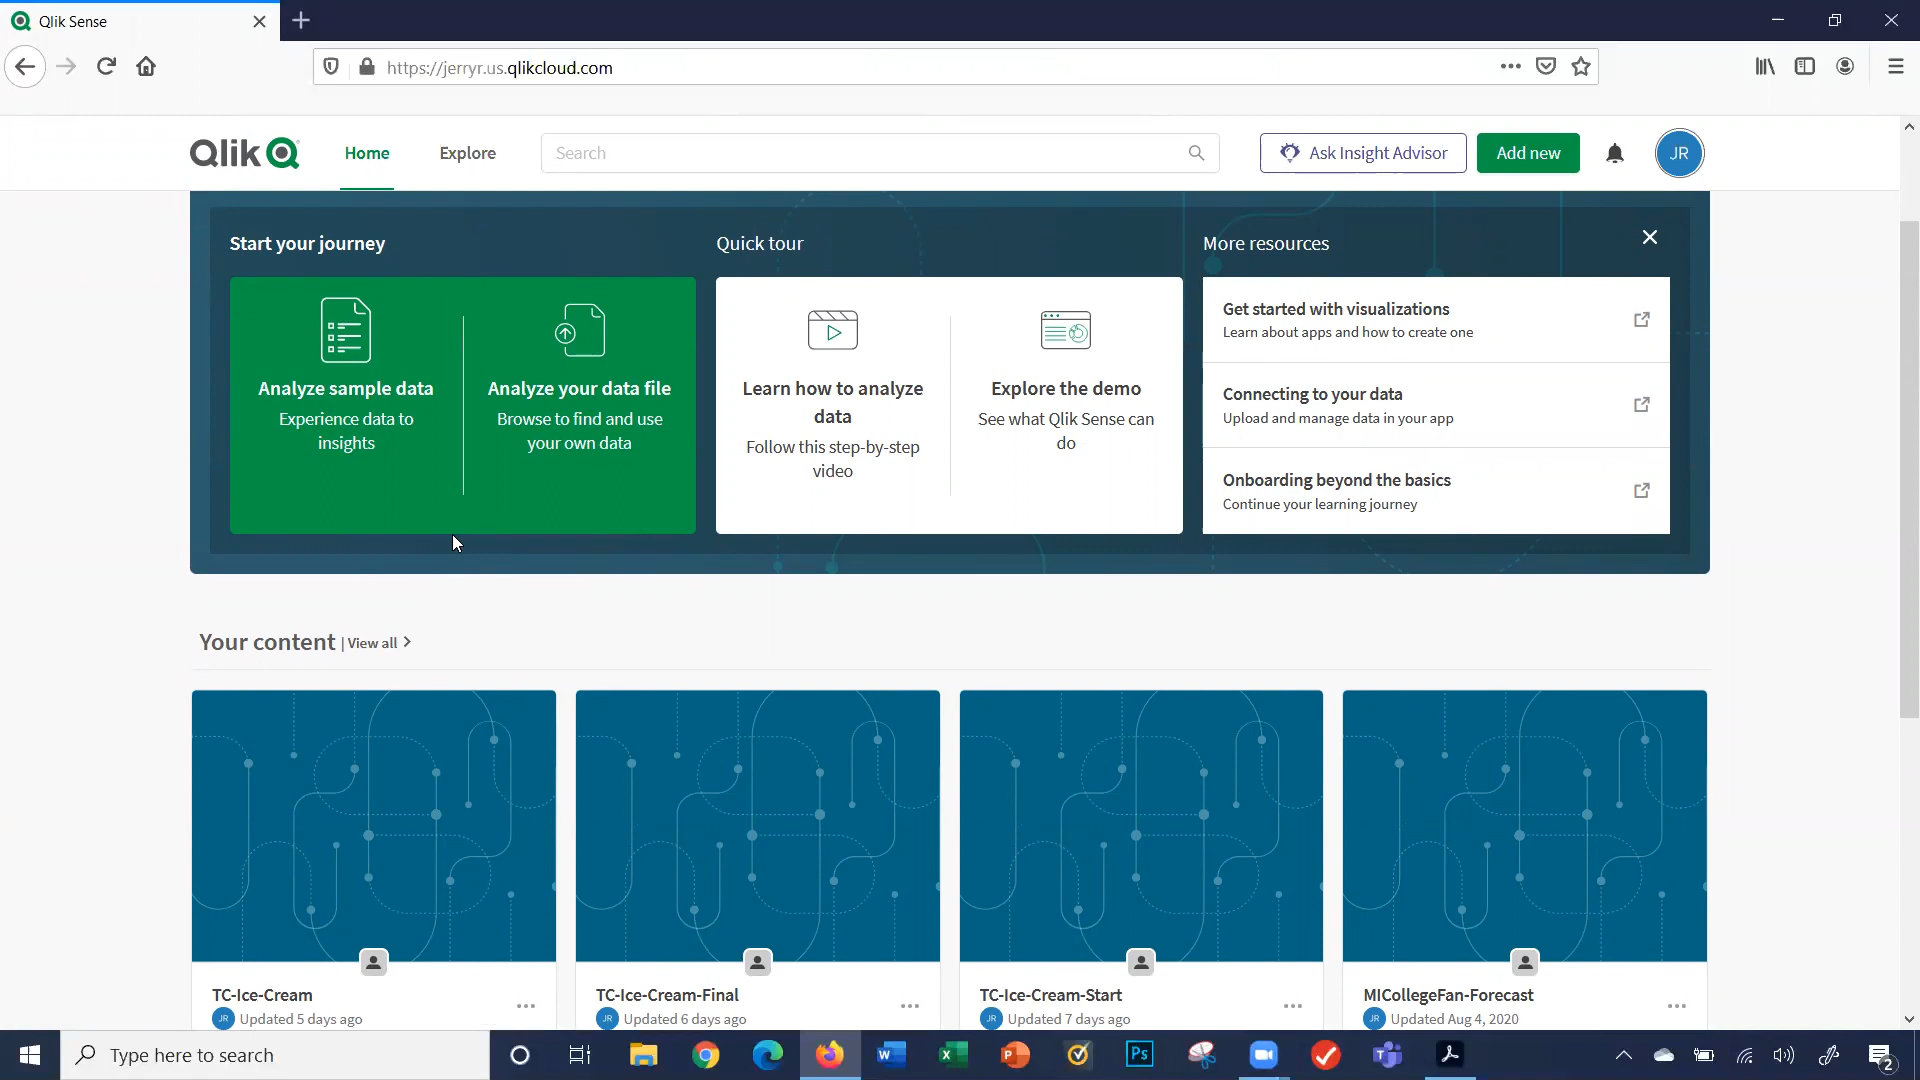 Qlik Sense
https://jerryr.us.qlikcloud.com
Qlik
Home
Explore
Search
Ask Insight Advisor
Add new
JR
Start your journey
Quick tour
More resources
Analyze sample data
Experience data to
insights
Analyze your data file
Browse to find and use
your own data
Learn how to analyze
data
Follow this step-by-step
video
Explore the demo
See what Qlik Sense can
do
Get started with visualizations
Learn about apps and how to create one
Connecting to your data
Upload and manage data in your app
Onboarding beyond the basics
Continue your learning journey
Your content | View all
TC-Ice-Cream
JR Updated 5 days ago
TC-Ice-Cream-Final
JR Updated 6 days ago
TC-Ice-Cream-Start
JR Updated 7 days ago
MICollegeFan-Forecast
JR Updated Aug 4, 2020
Type here to search
Ps
2